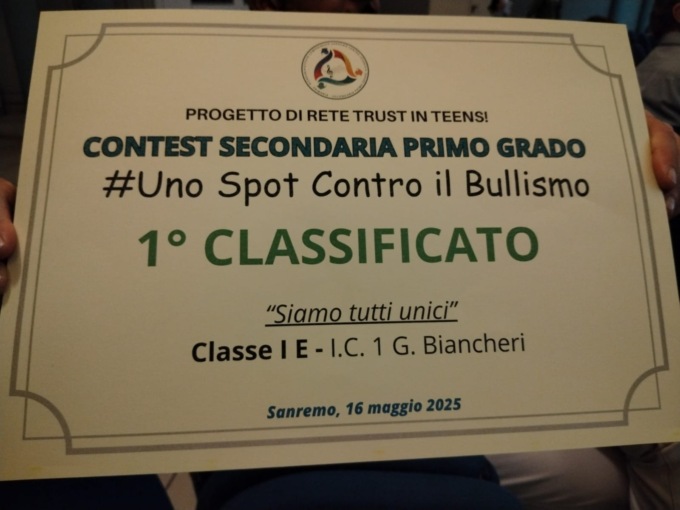 PROGETTO DI RETE TRUST IN TEENS!
CONTEST SECONDARIA PRIMO GRADO
#Uno Spot Contro il Bullismo
1° CLASSIFICATO
“Siamo tutti unici”
Classe I E - I.C. 1 G. Biancheri
Sanremo, 16 maggio 2025